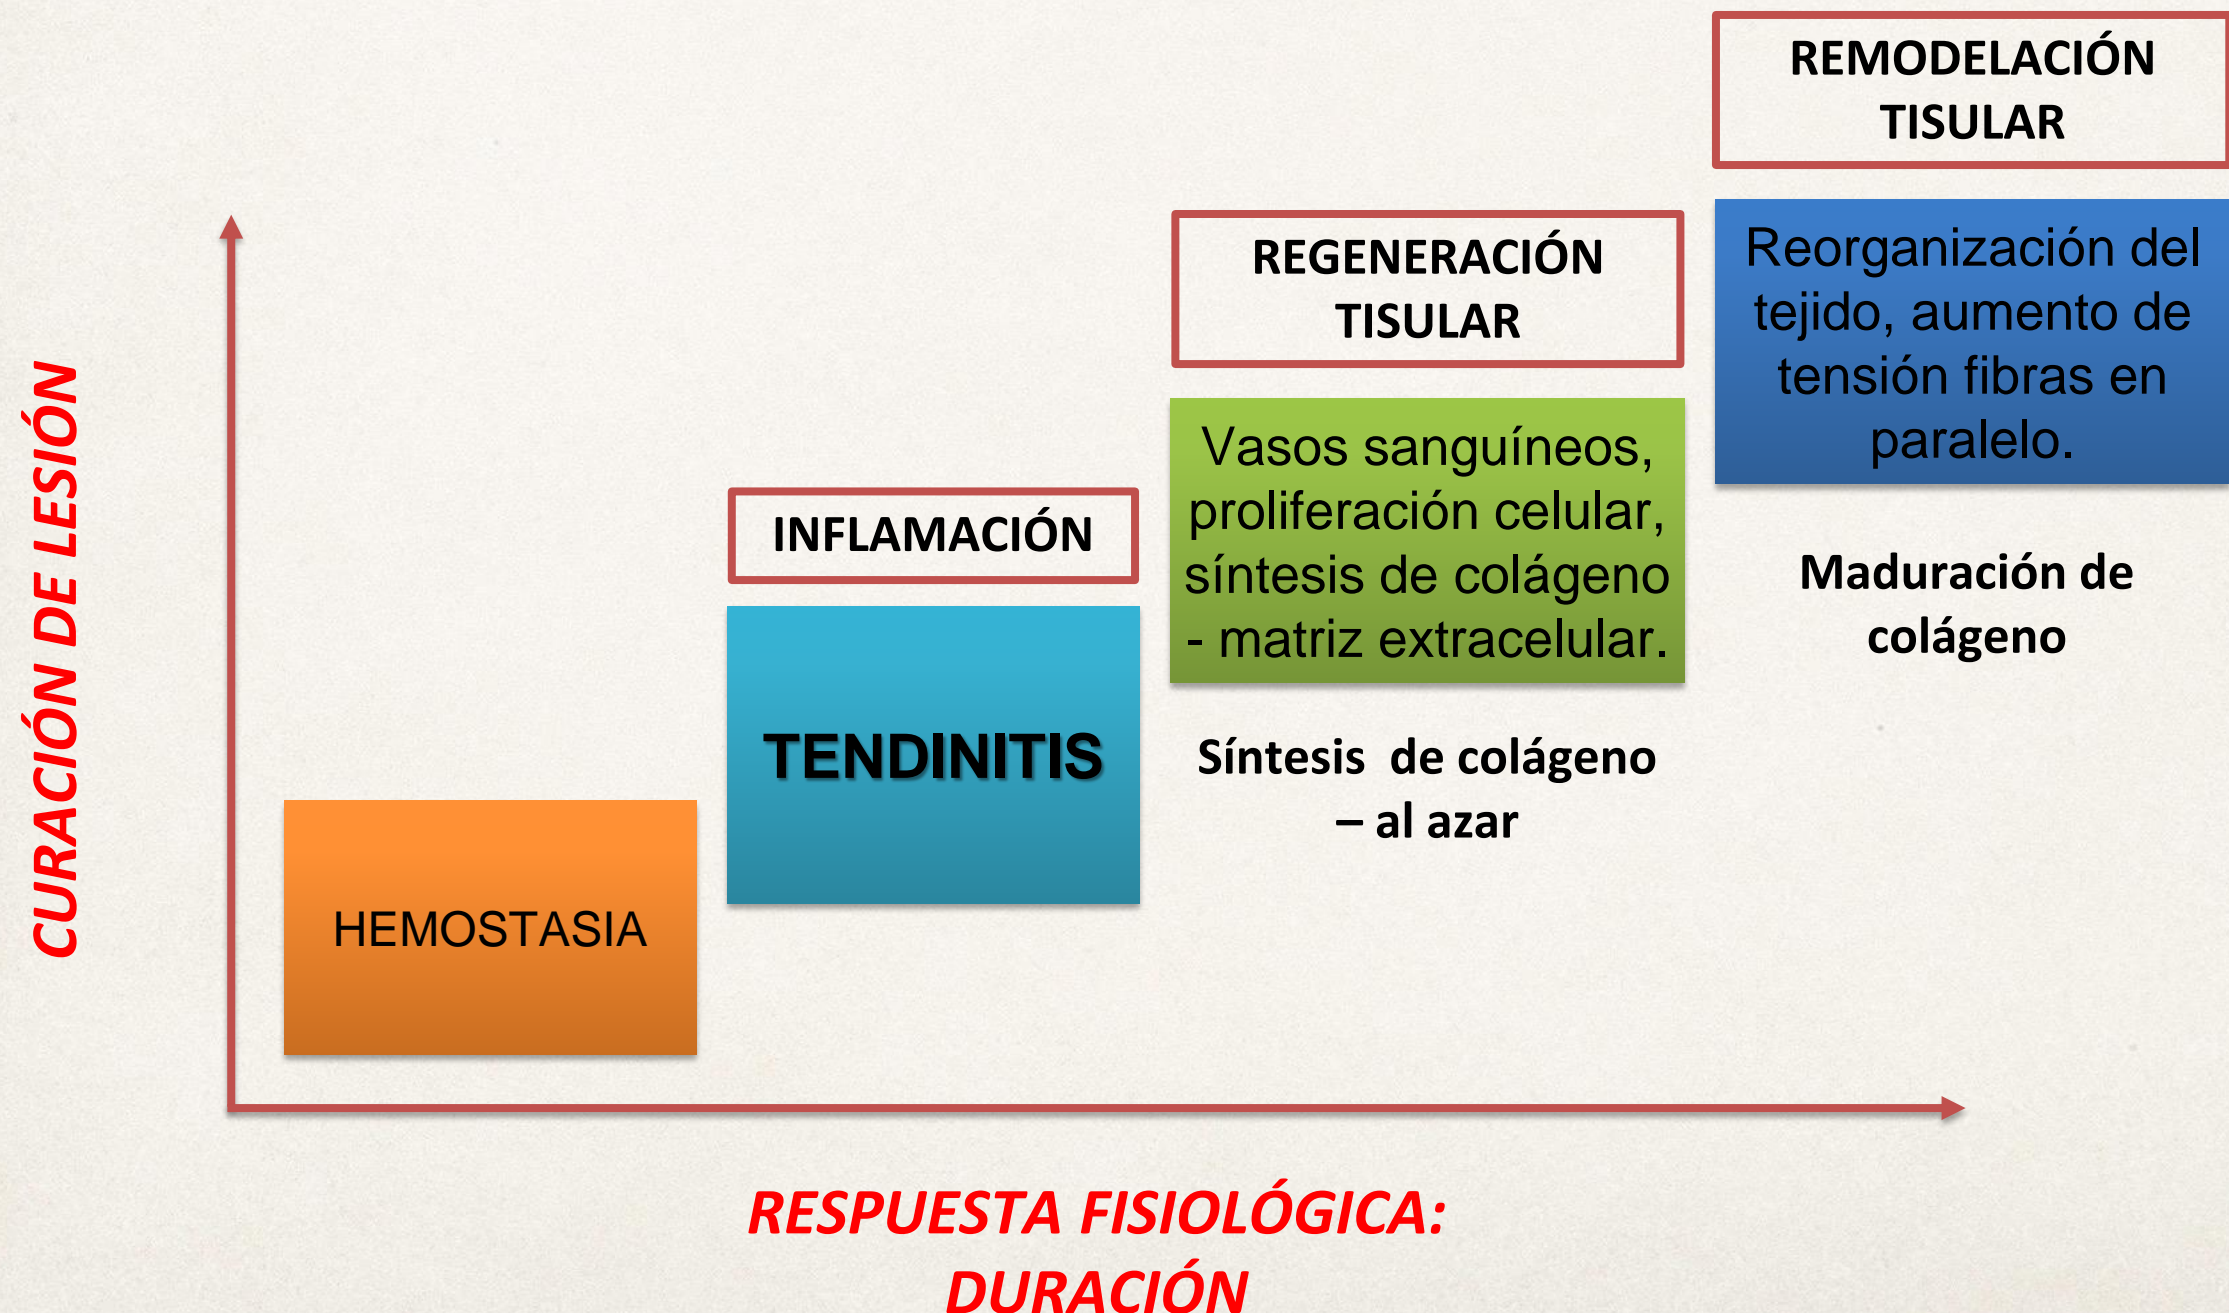 REMODELACIÓN
TISULAR
Reorganización del
tejido, aumento de
tensión fibras en
paralelo.
Maduración de
colágeno
REGENERACIÓN
TISULAR
Vasos sanguíneos,
proliferación celular,
síntesis de colágeno
- matriz extracelular.
Síntesis de colágeno
– al azar
INFLAMACIÓN
TENDINITIS
HEMOSTASIA
CURACIÓN DE LESIÓN
RESPUESTA FISIOLÓGICA:
DURACIÓN